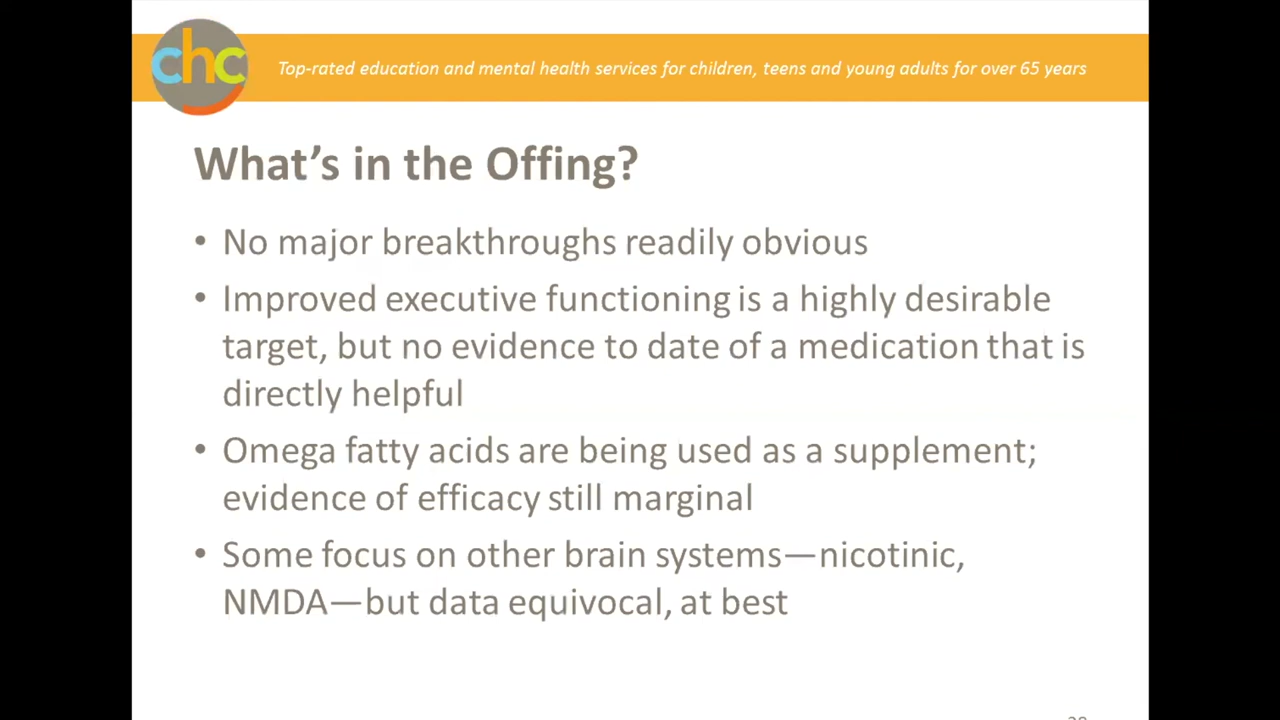 chc
Top-rated education and mental health services for children, teens and young adults for over 65 years
What's in the Offing?
• No major breakthroughs readily obvious
• Improved executive functioning is a highly desirable
target, but no evidence to date of a medication that is
directly helpful
• Omega fatty acids are being used as a supplement;
evidence of efficacy still marginal
• Some focus on other brain systems—nicotinic,
NMDA—but data equivocal, at best